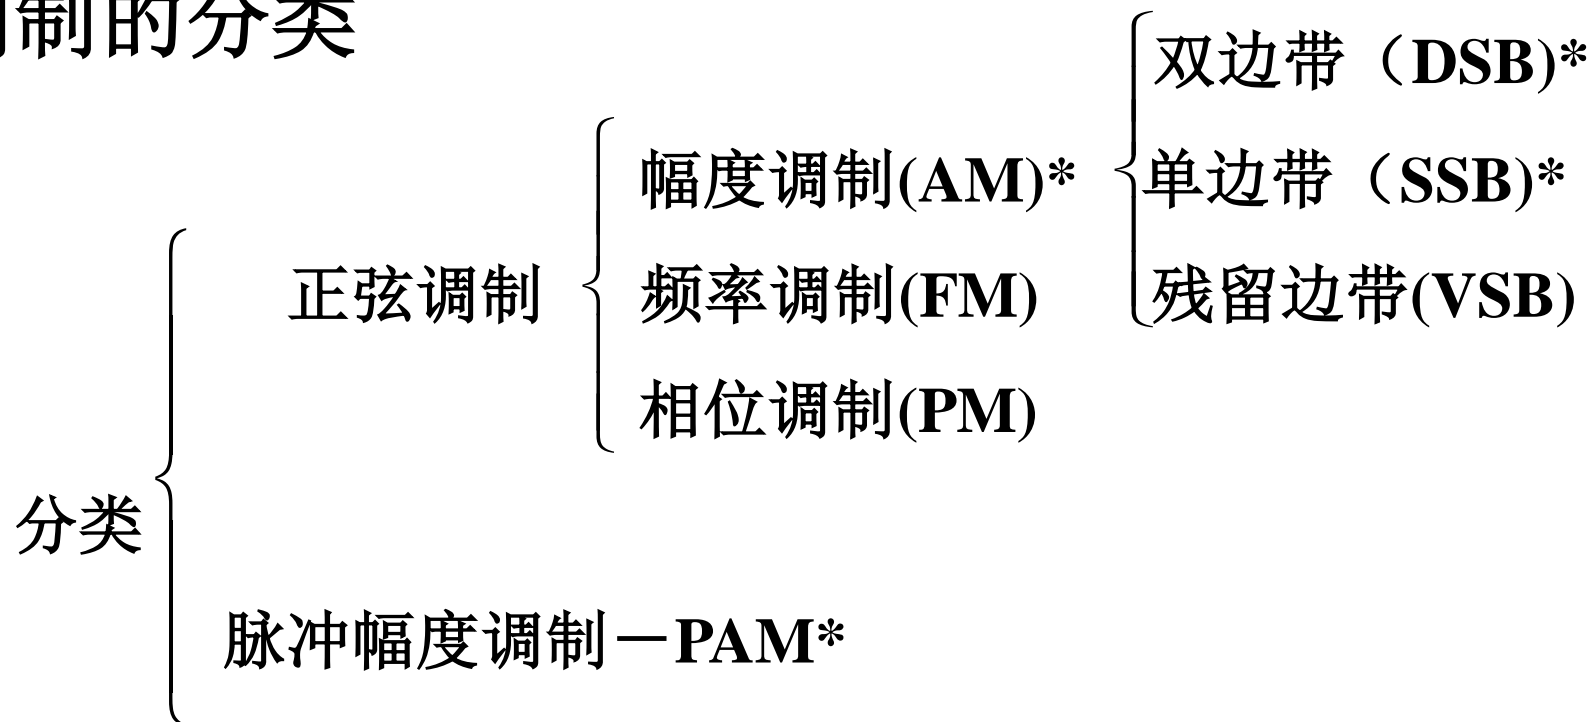 制的分类
双边带（DSB)*
幅度调制(AM)*
单边带（SSB)*
正弦调制
频率调制(FM)
残留边带(VSB)
相位调制(PM)
分类
脉冲幅度调制－PAM*